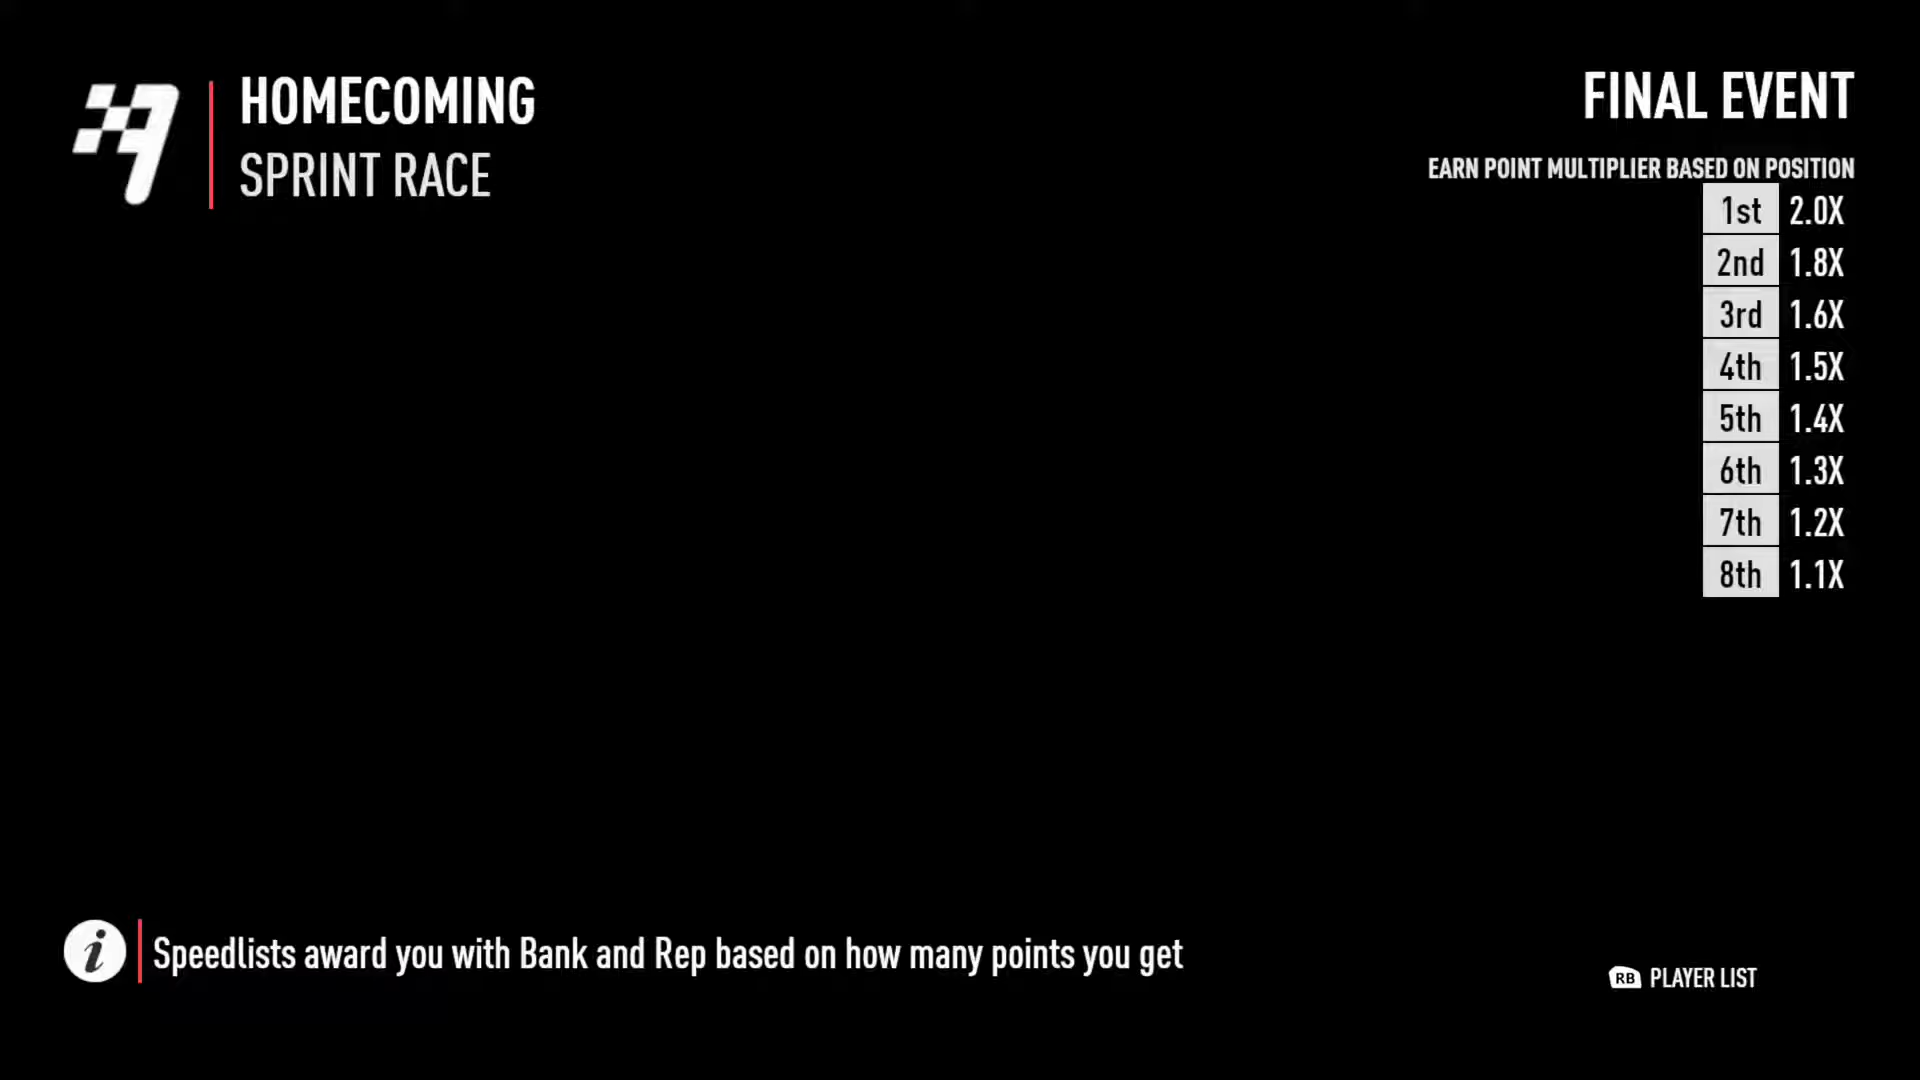 HOMECOMING
SPRINT RACE
FINAL EVENT
EARN POINT MULTIPLIER BASED ON POSITION
1st 2.0X
2nd 1.8X
3rd 1.6X
4th 1.5X
5th 1.4X
6th 1.3X
7th 1.2X
8th 1.1X
i Speedlists award you with Bank and Rep based on how many points you get
RB PLAYER LIST